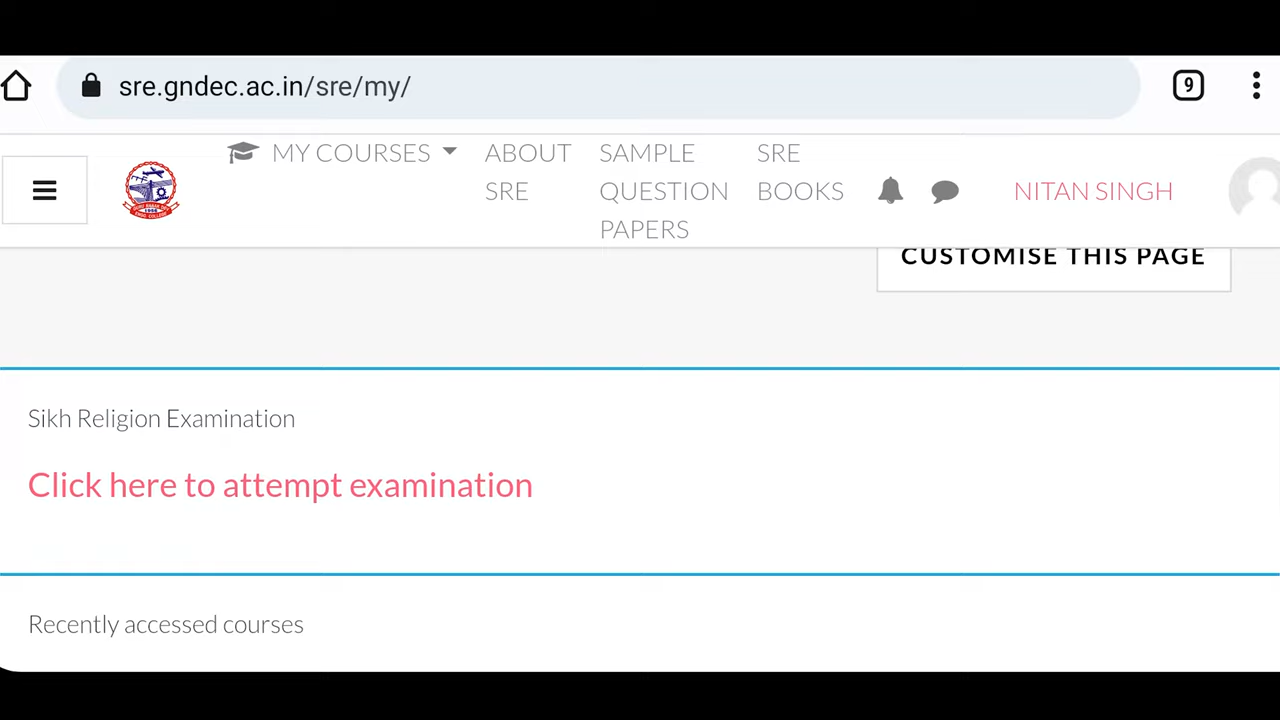 sre.gndec.ac.in/sre/my/
9
MY COURSES
ABOUT
SRE
SAMPLE
QUESTION
PAPERS
SRE
BOOKS
NITAN SINGH
CUSTOMISE THIS PAGE
Sikh Religion Examination
Click here to attempt examination
Recently accessed courses